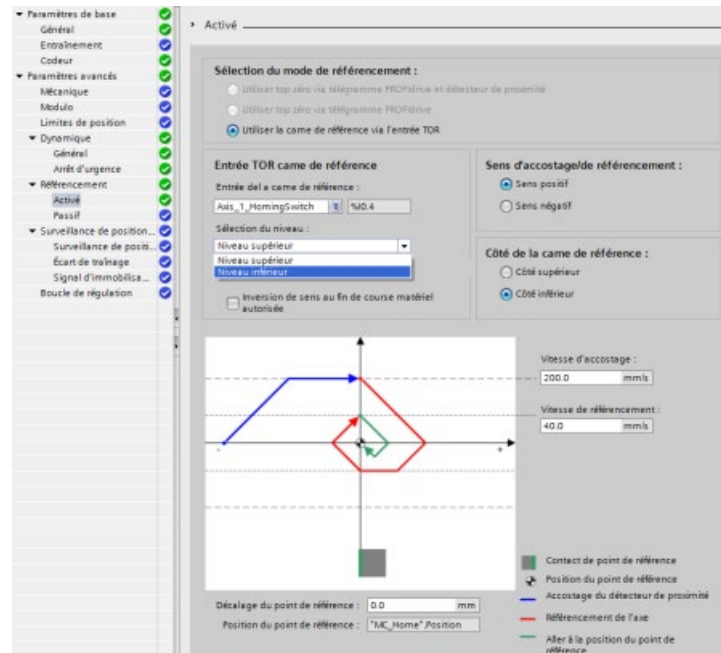 Paramètres de base
Général
Entraînement
Codeur
Paramètres avancés
Mécanique
Modulo
Limites de position
Dynamique
Général
Arrêt d'urgence
Référencement
Activé
Passif
Surveillance de position...
Surveillance de positi...
Écart de traînage
Signal d'immobilisa...
Boucle de régulation
Activé
Sélection du mode de référencement :
Utiliser top zéro via télégramme PROFIdrive et détecteur de proximité
Utiliser top zéro via télégramme PROFIdrive
Utiliser la came de référence via l'entrée TOR
Entrée TOR came de référence
Entrée del a came de référence :
Axis_1_HomingSwitch %I0.4
Sélection du niveau :
Niveau supérieur
Niveau supérieur
Niveau inférieur
Inversion de sens au fin de course matériel
autorisée
Sens d'accostage/de référencement :
Sens positif
Sens négatif
Côté de la came de référence :
Côté supérieur
Côté inférieur
- +
Vitesse d'accostage :
200.0 mm/s
Vitesse de référencement :
40.0 mm/s
Contact de point de référence
Position du point de référence
Accostage du détecteur de proximité
Référencement de l'axe
Aller à la position du point de
référence
Décalage du point de référence : 0.0 mm
Position du point de référence : "MC_Home".Position